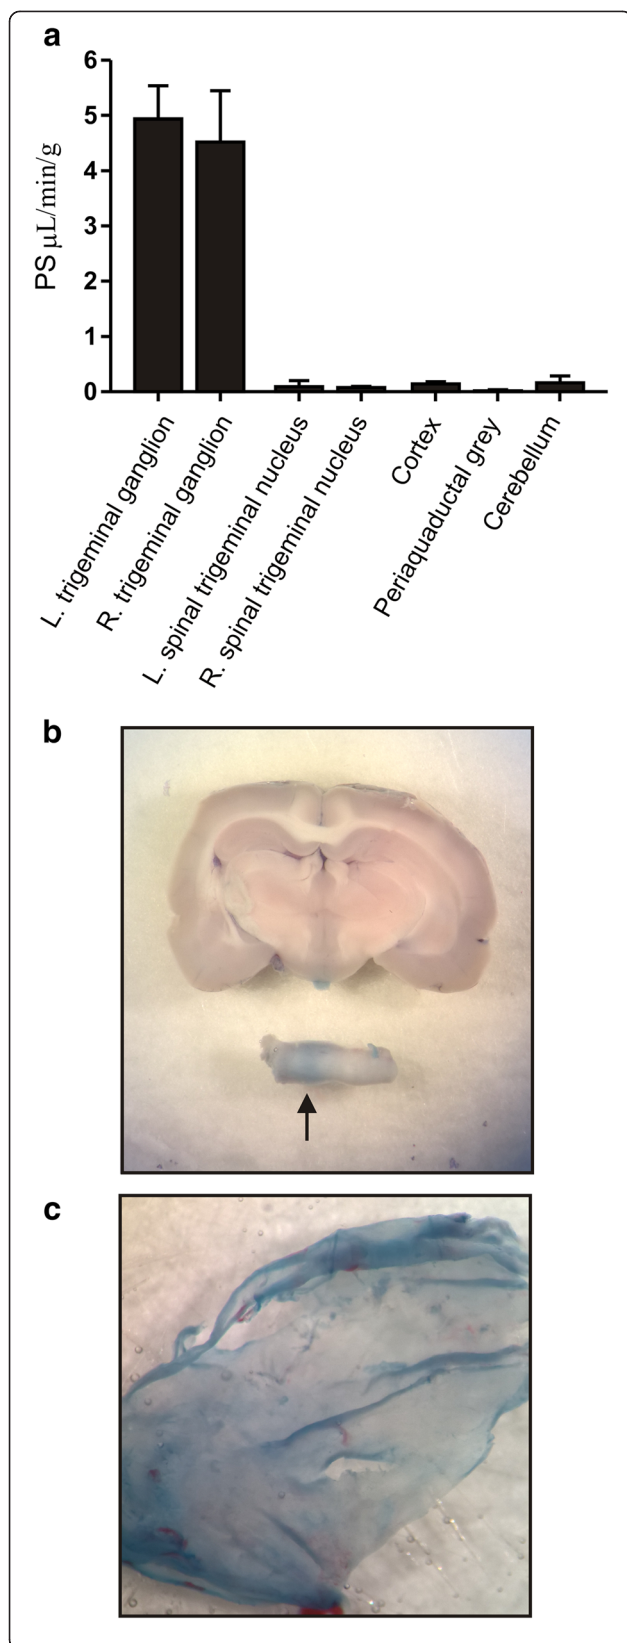 a
6
5
4
3
2
1
0
PS µL/min/g
L. trigeminal ganglion
R. trigeminal ganglion
L. spinal trigeminal nucleus
R. spinal trigeminal nucleus
Cortex
Periaquaductal grey
Cerebellum
b
c